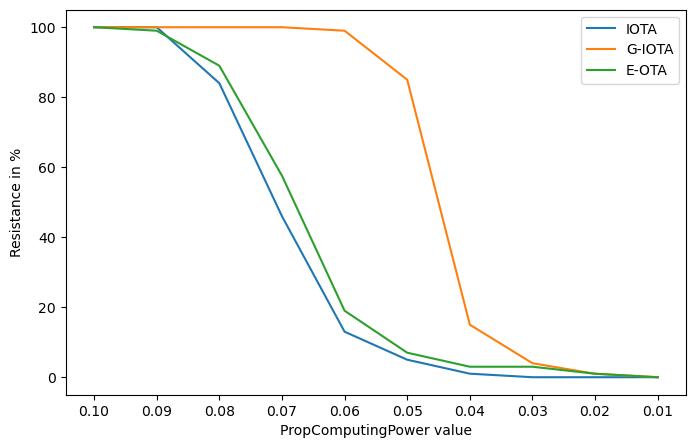 100
80
60
40
20
0
Resistance in %
IOTA
G-IOTA
E-OTA
0.10 0.09 0.08 0.07 0.06 0.05 0.04 0.03 0.02 0.01
PropComputingPower value